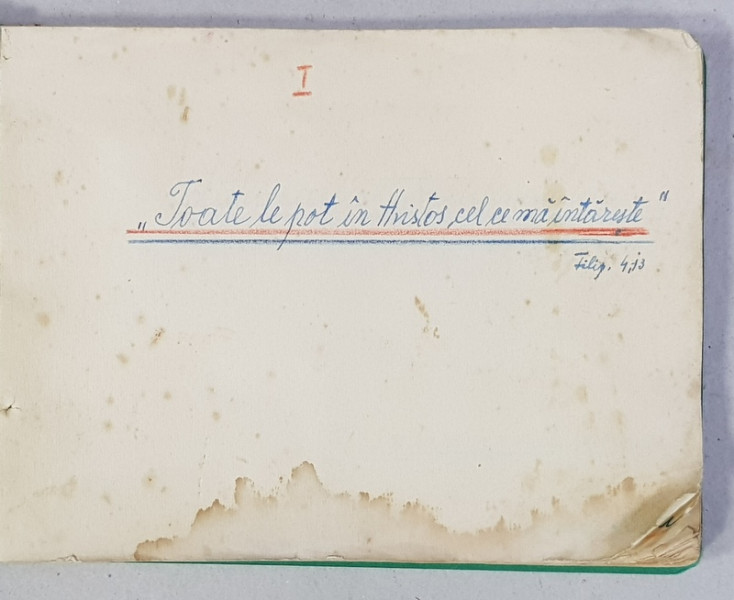 I
„Toate le pot în Hristos, cel ce mă întărește"
Filip. 4,13